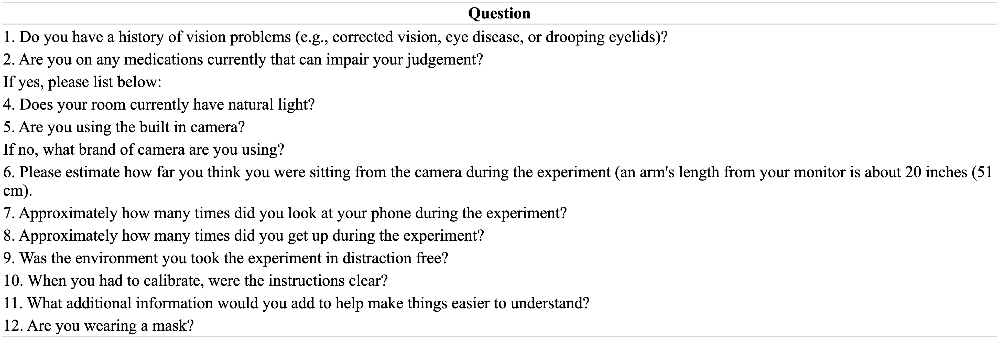 Question
1. Do you have a history of vision problems (e.g., corrected vision, eye disease, or drooping eyelids)?
2. Are you on any medications currently that can impair your judgement?
If yes, please list below:
4. Does your room currently have natural light?
5. Are you using the built in camera?
If no, what brand of camera are you using?
6. Please estimate how far you think you were sitting from the camera during the experiment (an arm's length from your monitor is about 20 inches (51
cm).
7. Approximately how many times did you look at your phone during the experiment?
8. Approximately how many times did you get up during the experiment?
9. Was the environment you took the experiment in distraction free?
10. When you had to calibrate, were the instructions clear?
11. What additional information would you add to help make things easier to understand?
12. Are you wearing a mask?